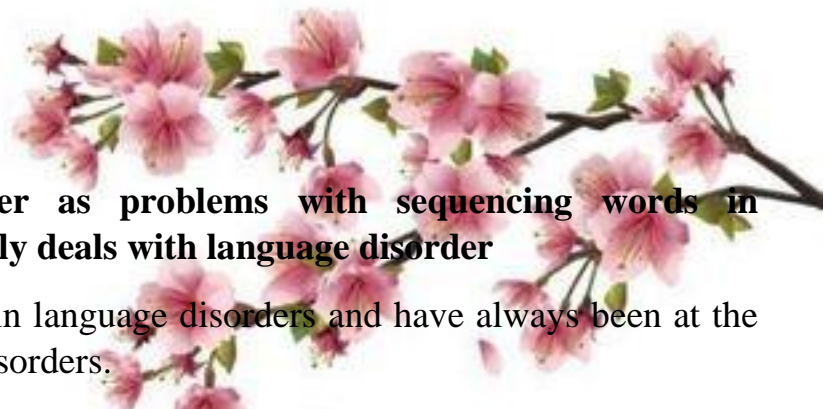 er as problems with sequencing words in
ly deals with language disorder
in language disorders and have always been at the
sorders.